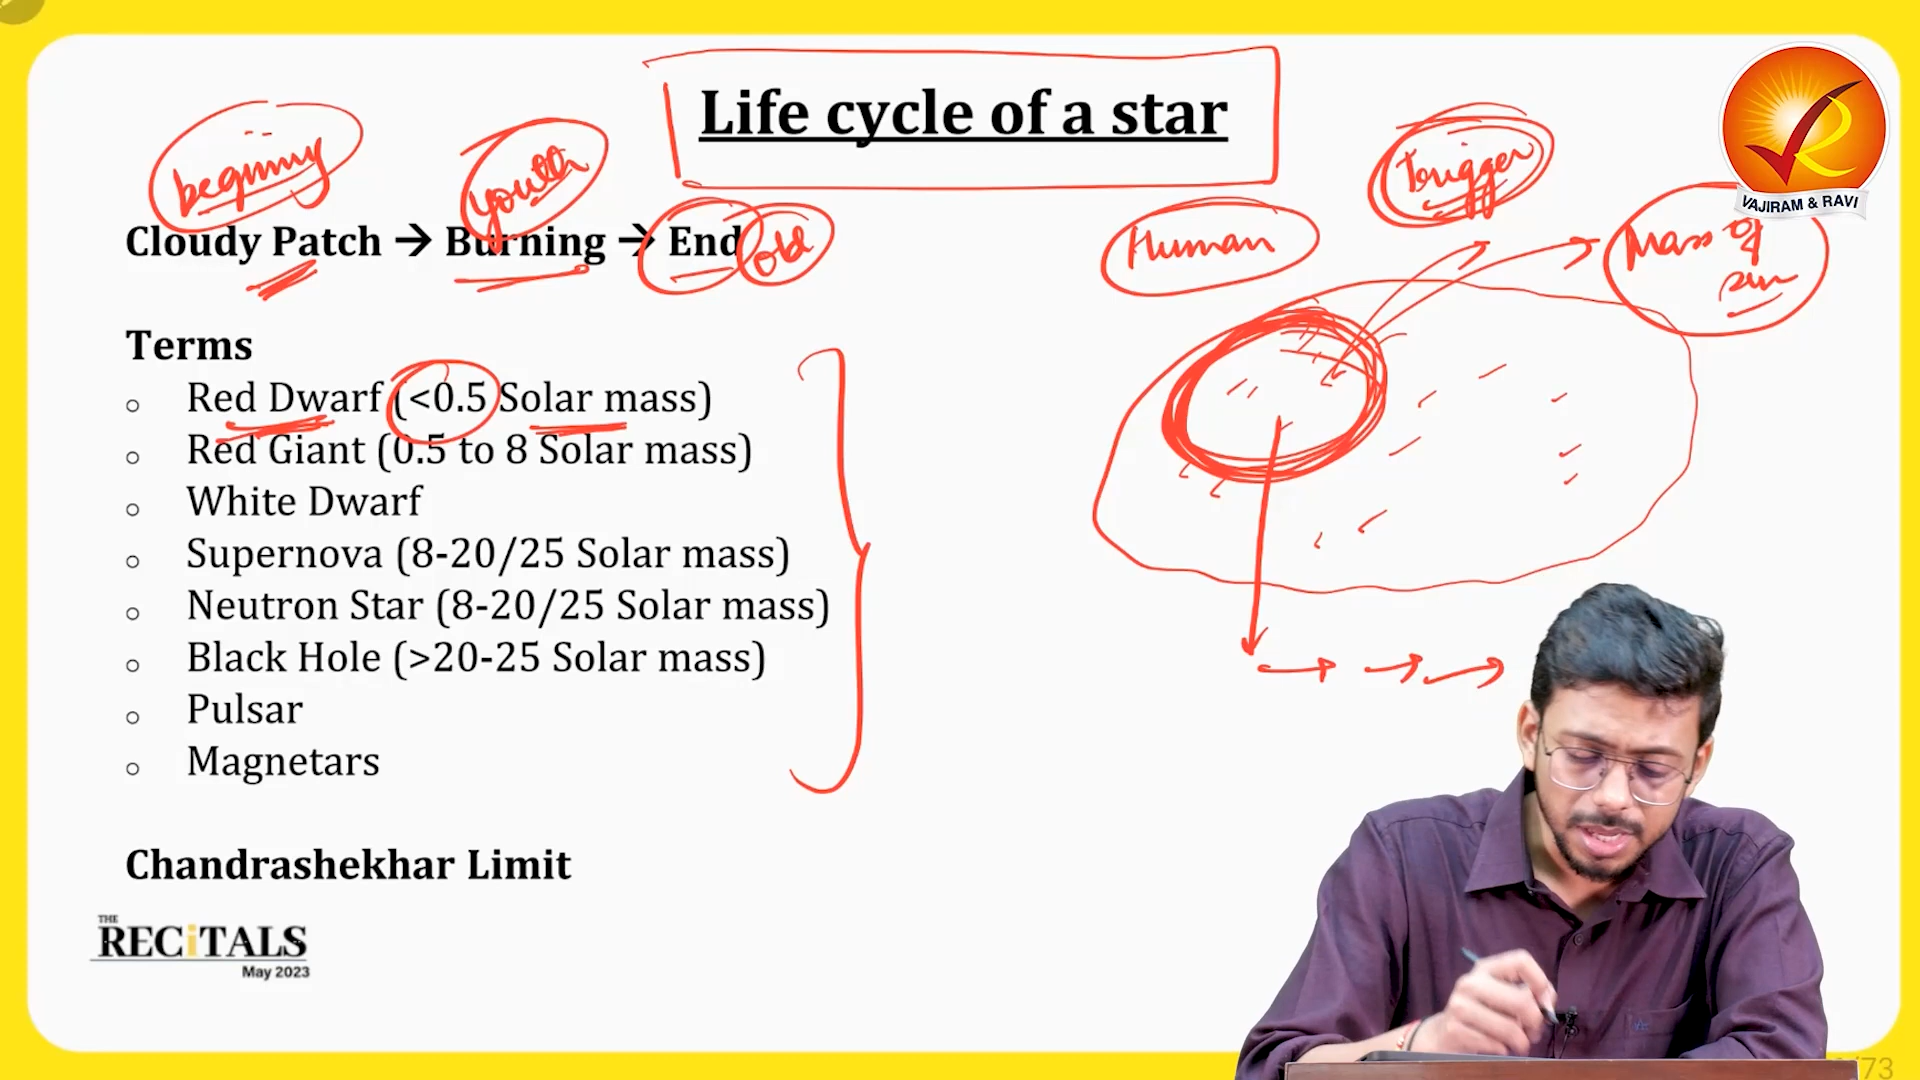 Life cycle of a star
beginny
youth
Trigger
VAJIRAM & RAVI
Cloudy Patch → Burning → End
old
Human
Mass of
sun
Terms
Red Dwarf (<0.5 Solar mass)
Red Giant (0.5 to 8 Solar mass)
White Dwarf
Supernova (8-20/25 Solar mass)
Neutron Star (8-20/25 Solar mass)
Black Hole (>20-25 Solar mass)
Pulsar
Magnetars
Chandrashekhar Limit
THE
RECiTALS
May 2023